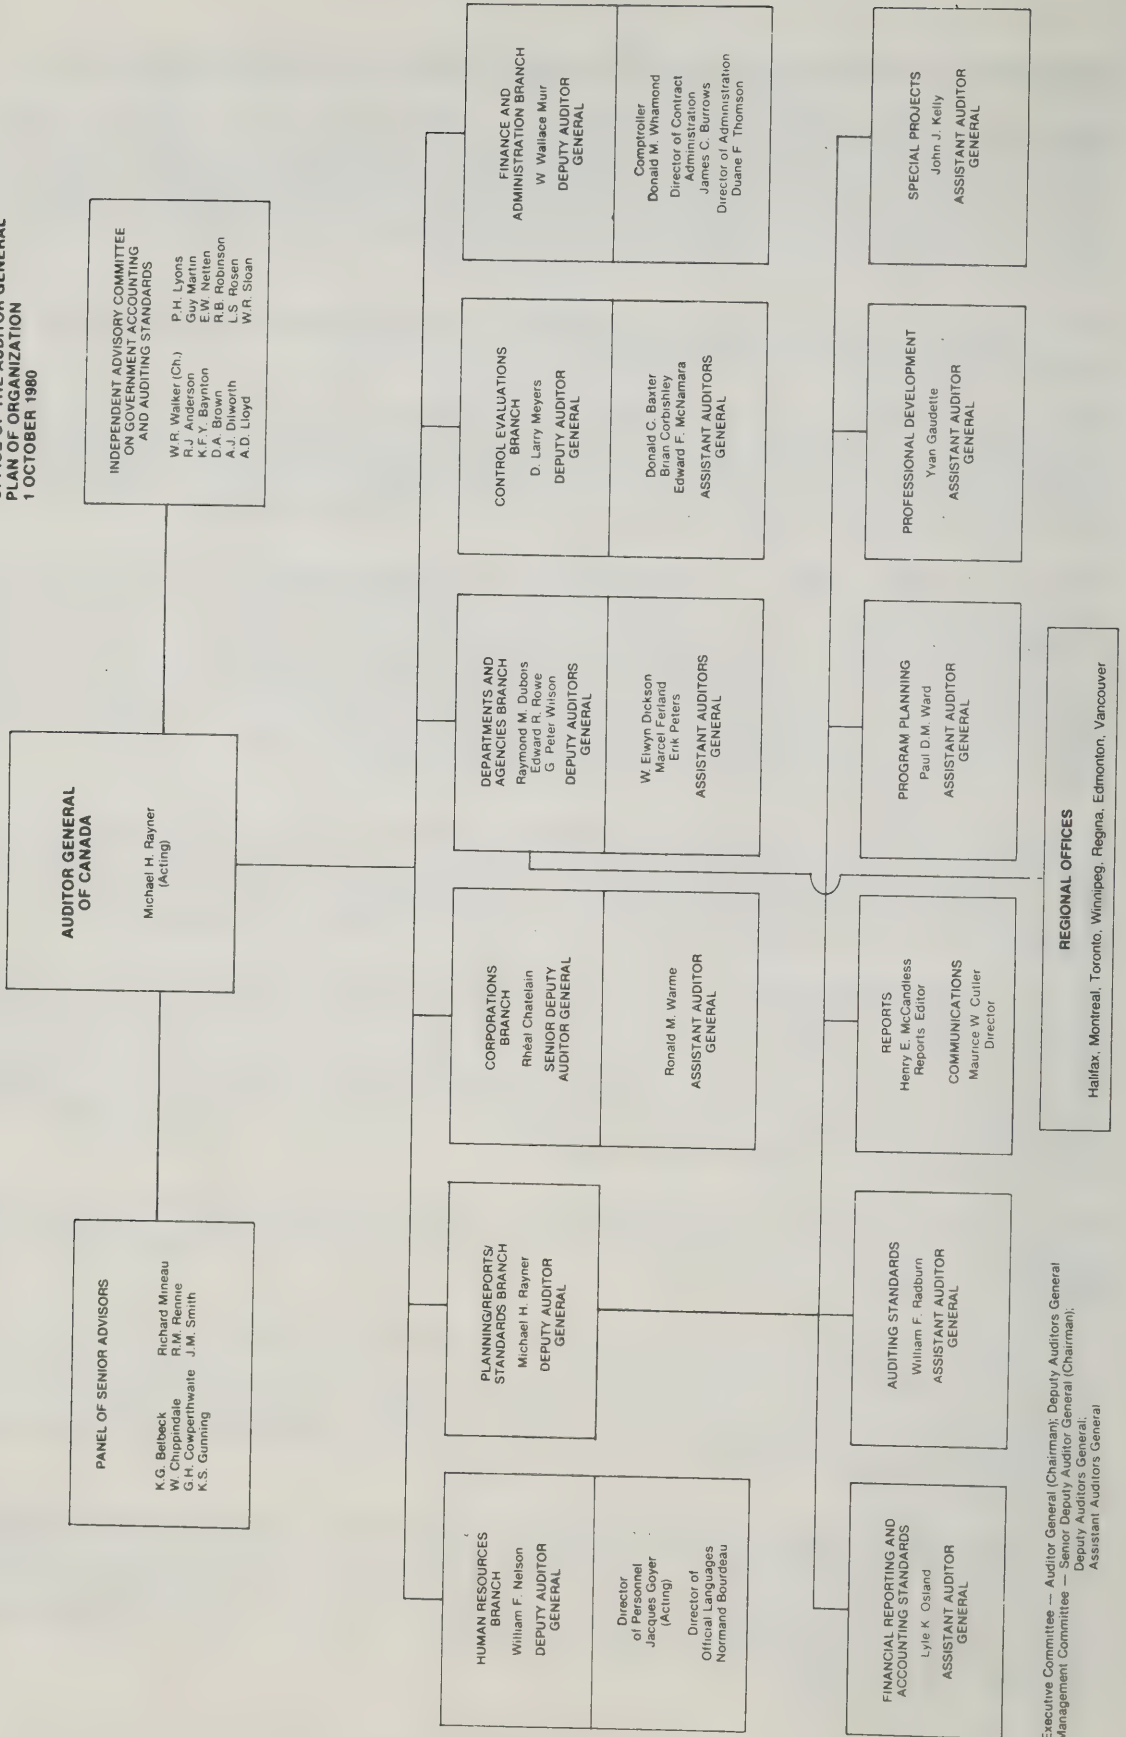 PLAN OF ORGANIZATION
1 OCTOBER 1980
AUDITOR GENERAL
OF CANADA
Michael H. Rayner
(Acting)
PANEL OF SENIOR ADVISORS
K.G. Belbeck Richard Mineau
W. Chippindale R.M. Rennie
G.H. Cowperthwaite J.M. Smith
K.S. Gunning
INDEPENDENT ADVISORY COMMITTEE
ON GOVERNMENT ACCOUNTING
AND AUDITING STANDARDS
W.R. Walker (Ch.) P.H. Lyons
R.J Anderson Guy Martin
K.F.Y. Baynton E.W. Netten
D.A. Brown R.B. Robinson
A.J. Dilworth L.S Rosen
A.D. Lloyd W.R. Sloan
HUMAN RESOURCES
BRANCH
William F. Nelson
DEPUTY AUDITOR
GENERAL
Director
of Personnel
Jacques Goyer
(Acting)
Director of
Official Languages
Normand Bourdeau
PLANNING/REPORTS/
STANDARDS BRANCH
Michael H. Rayner
DEPUTY AUDITOR
GENERAL
CORPORATIONS
BRANCH
Rhéal Chatelain
SENIOR DEPUTY
AUDITOR GENERAL
Ronald M. Warme
ASSISTANT AUDITOR
GENERAL
DEPARTMENTS AND
AGENCIES BRANCH
Raymond M. Dubois
Edward R. Rowe
G Peter Wilson
DEPUTY AUDITORS
GENERAL
W. Elwyn Dickson
Marcel Ferland
Erik Peters
ASSISTANT AUDITORS
GENERAL
CONTROL EVALUATIONS
BRANCH
D. Larry Meyers
DEPUTY AUDITOR
GENERAL
Donald C. Baxter
Brian Corbishley
Edward F. McNamara
ASSISTANT AUDITORS
GENERAL
FINANCE AND
ADMINISTRATION BRANCH
W Wallace Muir
DEPUTY AUDITOR
GENERAL
Comptroller
Donald M. Whamond
Director of Contract
Administration
James C. Burrows
Director of Administration
Duane F Thomson
FINANCIAL REPORTING AND
ACCOUNTING STANDARDS
Lyle K Osland
ASSISTANT AUDITOR
GENERAL
AUDITING STANDARDS
William F. Radburn
ASSISTANT AUDITOR
GENERAL
REPORTS
Henry E. McCandless
Reports Editor
COMMUNICATIONS
Maurice W Cutler
Director
PROGRAM PLANNING
Paul D.M. Ward
ASSISTANT AUDITOR
GENERAL
PROFESSIONAL DEVELOPMENT
Yvan Gaudette
ASSISTANT AUDITOR
GENERAL
SPECIAL PROJECTS
John J. Kelly
ASSISTANT AUDITOR
GENERAL
REGIONAL OFFICES
Halifax, Montreal, Toronto, Winnipeg, Regina, Edmonton, Vancouver
Executive Committee — Auditor General (Chairman); Deputy Auditors General
Management Committee — Senior Deputy Auditor General (Chairman);
Deputy Auditors General;
Assistant Auditors General